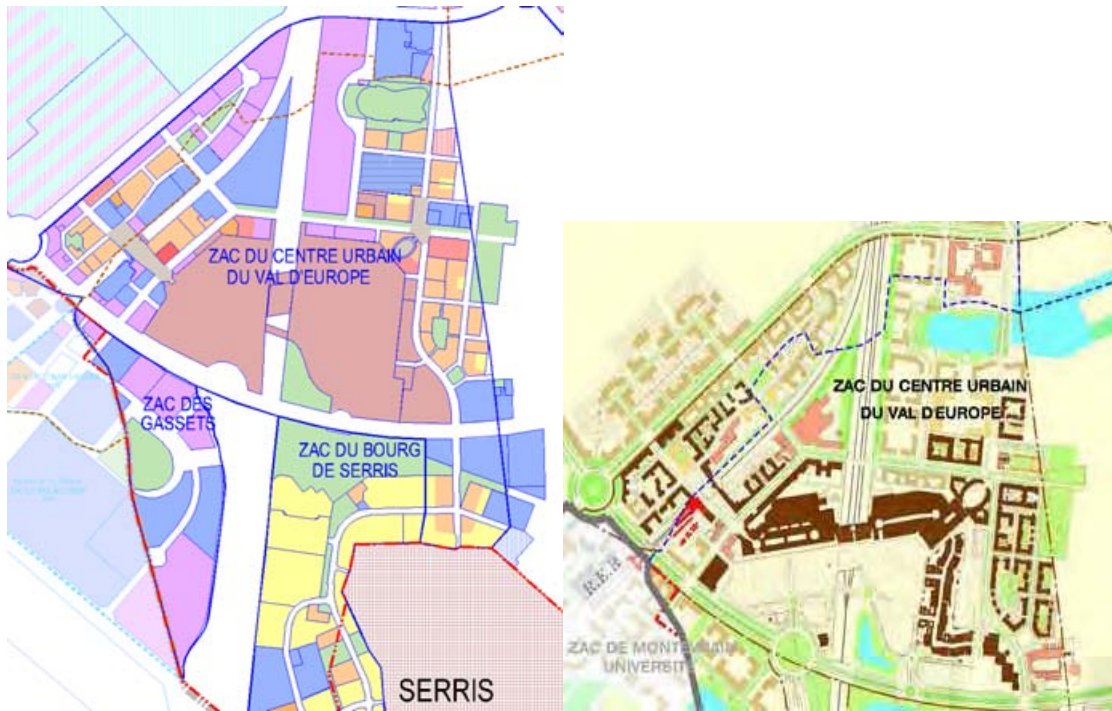 ZAC DU CENTRE URBAIN
DU VAL D'EUROPE
ZAC DES
GASSETS
ZAC DU BOURG
DE SERRIS
SERRIS
ZAC DU CENTRE URBAIN
DU VAL D'EUROPE
R.E.R
ZAC DE MONTEVRAIN
UNIVERSIT